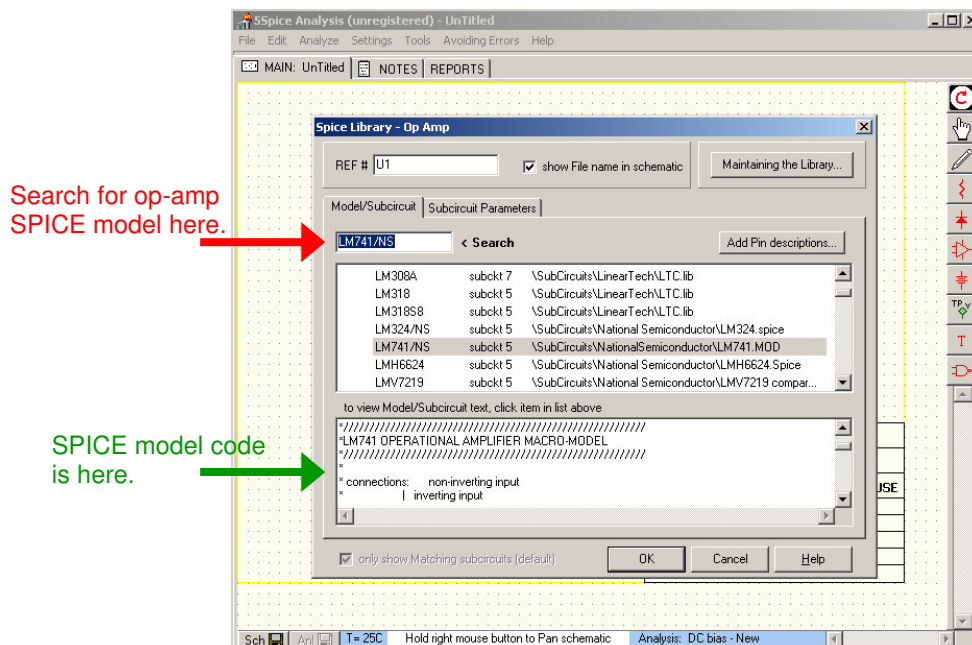 5Spice Analysis (unregistered) - UnTitled
File Edit Analyze Settings Tools Avoiding Errors Help
MAIN: UnTitled NOTES REPORTS
Spice Library - Op Amp
REF # U1 show File name in schematic Maintaining the Library...
Search for op-amp
SPICE model here.
Model/Subcircuit Subcircuit Parameters
LM741/NS < Search Add Pin descriptions...
LM308A subckt 7 \SubCircuits\LinearTech\LTC.lib
LM318 subckt 5 \SubCircuits\LinearTech\LTC.lib
LM318S8 subckt 5 \SubCircuits\LinearTech\LTC.lib
LM324/NS subckt 5 \SubCircuits\National Semiconductor\LM324.spice
LM741/NS subckt 5 \SubCircuits\NationalSemiconductor\LM741.MOD
LMH6624 subckt 5 \SubCircuits\National Semiconductor\LMH6624.Spice
LMV7219 subckt 5 \SubCircuits\National Semiconductor\LMV7219 compar...
to view Model/Subcircuit text, click item in list above
SPICE model code
is here.
*//////////////////////////////////////////////////////////////////////
*LM741 OPERATIONAL AMPLIFIER MACRO-MODEL
*//////////////////////////////////////////////////////////////////////
*
* connections: non-inverting input
* | inverting input
USE
only show Matching subcircuits (default) OK Cancel Help
TP V
T
Sch T= 25C Hold right mouse button to Pan schematic Analysis: DC bias - New